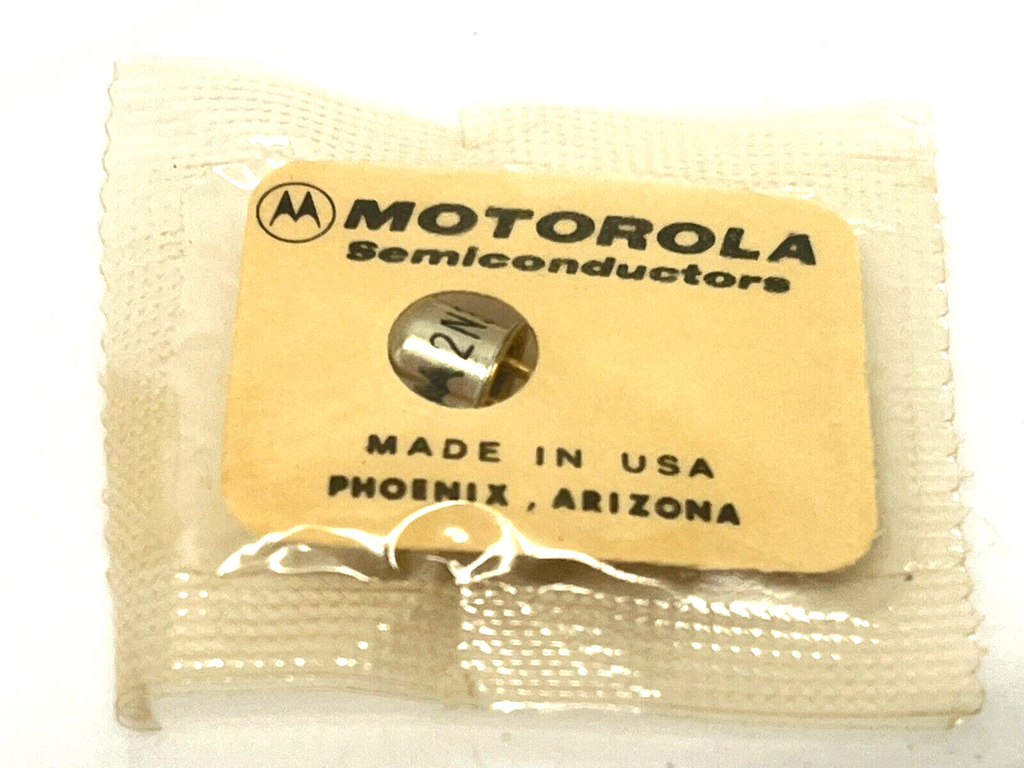 MOTOROLA
Semiconductors
2N
MADE IN USA
PHOENIX, ARIZONA